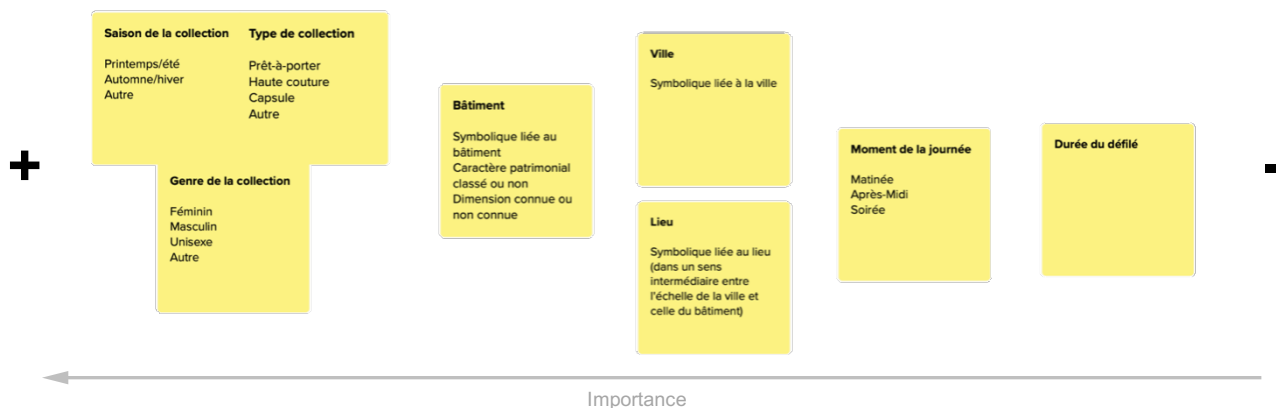 Saison de la collection
Printemps/été
Automne/hiver
Autre
Type de collection
Prêt-à-porter
Haute couture
Capsule
Autre
Genre de la collection
Féminin
Masculin
Unisexe
Autre
Bâtiment
Symbolique liée au
bâtiment
Caractère patrimonial
classé ou non
Dimension connue ou
non connue
Ville
Symbolique liée à la ville
Lieu
Symbolique liée au lieu
(dans un sens
intermédiaire entre
l'échelle de la ville et
celle du bâtiment)
Moment de la journée
Matinée
Après-Midi
Soirée
Durée du défilé
+
-
Importance